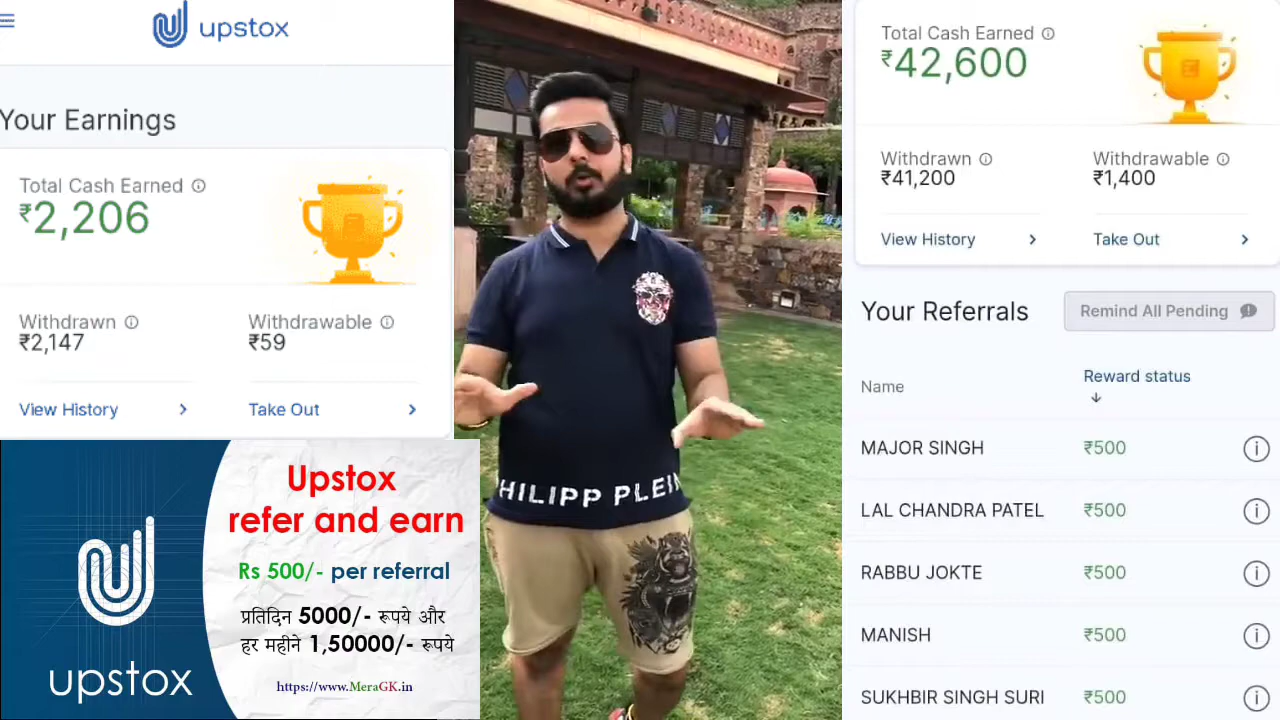 upstox
Your Earnings
Total Cash Earned
₹2,206
Withdrawn
₹2,147
Withdrawable
₹59
View History
Take Out
Upstox
refer and earn
Rs 500/- per referral
प्रतिदिन 5000/- रूपये और
हर महीने 1,50000/- रूपये
https://www.MeraGK.in
upstox
HILIPP PLEIN
Total Cash Earned
₹42,600
Withdrawn
₹41,200
Withdrawable
₹1,400
View History
Take Out
Your Referrals
Remind All Pending
Name
Reward status
MAJOR SINGH ₹500
LAL CHANDRA PATEL ₹500
RABBU JOKTE ₹500
MANISH ₹500
SUKHBIR SINGH SURI ₹500